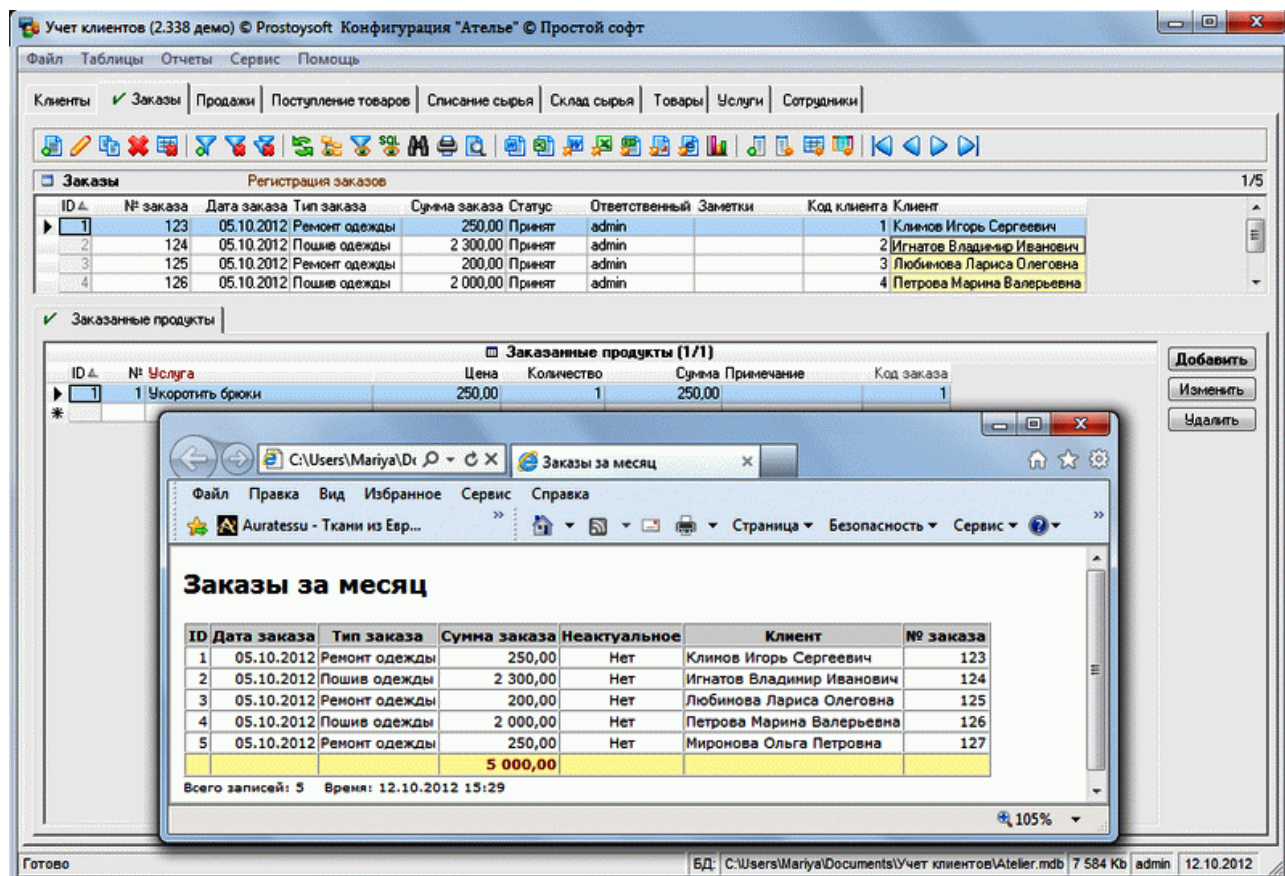 Учет клиентов (2.338 демо) © Prostoysoft Конфигурация "Ателье" © Простой софт
Файл Таблицы Отчеты Сервис Помощь
Клиенты Заказы Продажи Поступление товаров Списание сырья Склад сырья Товары Услуги Сотрудники
SQL
Заказы Регистрация заказов 1/5
ID № заказа Дата заказа Тип заказа Сумма заказа Статус Ответственный Заметки Код клиента Клиент
1 123 05.10.2012 Ремонт одежды 250,00 Принят admin 1 Климов Игорь Сергеевич
2 124 05.10.2012 Пошив одежды 2 300,00 Принят admin 2 Игнатов Владимир Иванович
3 125 05.10.2012 Ремонт одежды 200,00 Принят admin 3 Любимова Лариса Олеговна
4 126 05.10.2012 Пошив одежды 2 000,00 Принят admin 4 Петрова Марина Валерьевна
Заказанные продукты
Заказанные продукты (1/1)
ID № Услуга Цена Количество Сумма Примечание Код заказа
1 1 Укоротить брюки 250,00 1 250,00 1
Добавить
Изменить
Удалить
C:\Users\Mariya\Dc Заказы за месяц
Файл Правка Вид Избранное Сервис Справка
Auratessu - Ткани из Евр... Страница Безопасность Сервис
Заказы за месяц
ID Дата заказа Тип заказа Сумма заказа Неактуальное Клиент № заказа
1 05.10.2012 Ремонт одежды 250,00 Нет Климов Игорь Сергеевич 123
2 05.10.2012 Пошив одежды 2 300,00 Нет Игнатов Владимир Иванович 124
3 05.10.2012 Ремонт одежды 200,00 Нет Любимова Лариса Олеговна 125
4 05.10.2012 Пошив одежды 2 000,00 Нет Петрова Марина Валерьевна 126
5 05.10.2012 Ремонт одежды 250,00 Нет Миронова Ольга Петровна 127
5 000,00
Всего записей: 5 Время: 12.10.2012 15:29
105%
Готово БД: C:\Users\Mariya\Documents\Учет клиентов\Atelier.mdb 7 584 Kb admin 12.10.2012